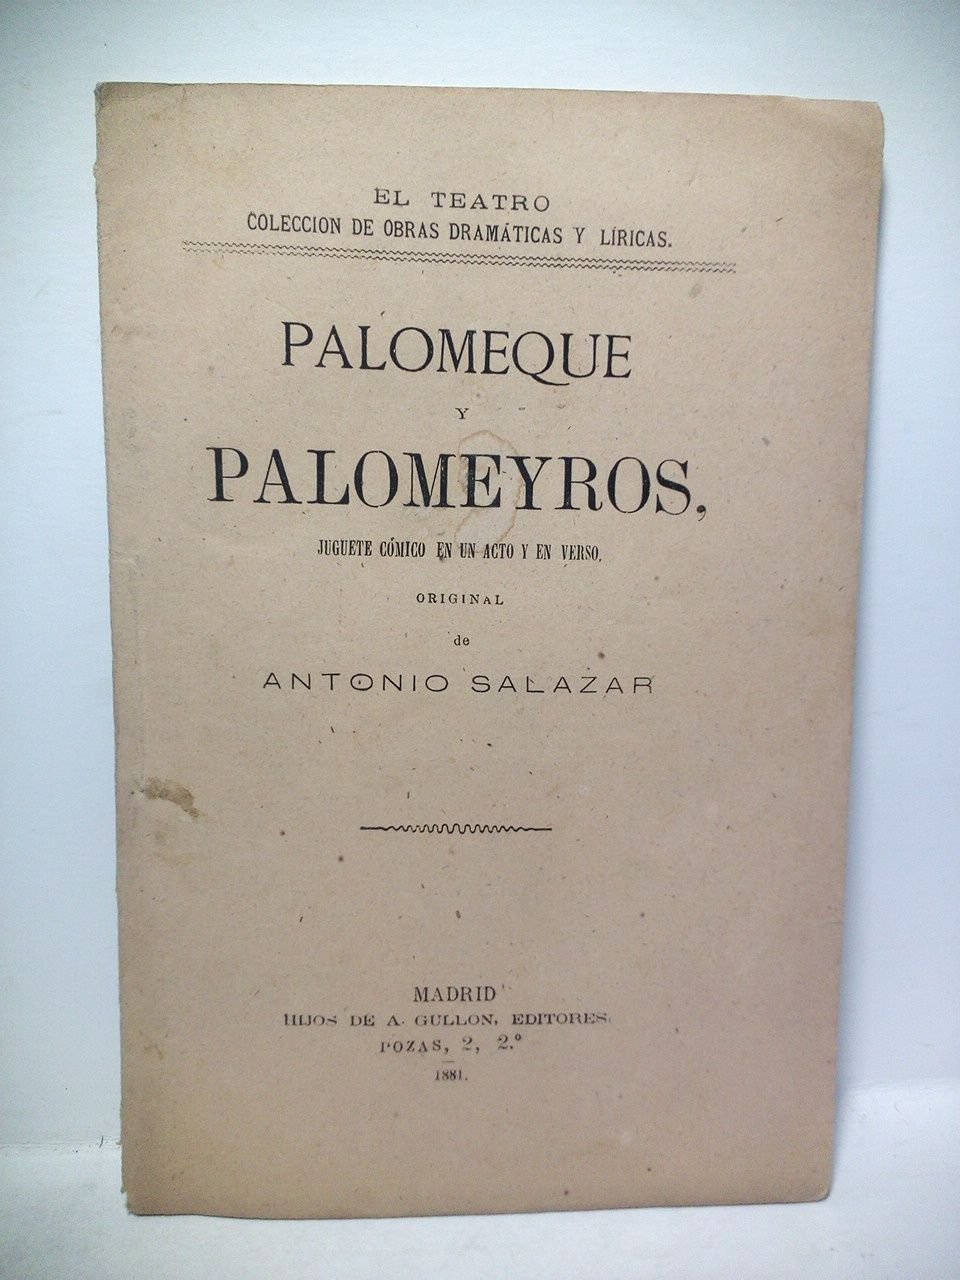 EL TEATRO
COLECCION DE OBRAS DRAMÁTICAS Y LÍRICAS.
PALOMEQUE
Y
PALOMEYROS,
JUGUETE CÓMICO EN UN ACTO Y EN VERSO,
ORIGINAL
de
ANTONIO SALAZAR
MADRID
HIJOS DE A. GULLON, EDITORES.
POZAS, 2, 2.º
1881.